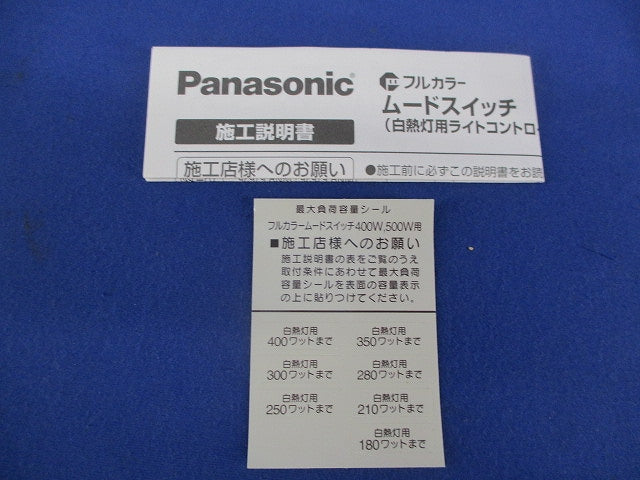 Panasonic
フルカラー
ムードスイッチ
(白熱灯用ライトコントロー
施工説明書
施工店様へのお願い
●施工前に必ずこの説明書をお読
最大負荷容量シール
フルカラームードスイッチ400W,500W用
■施工店様へのお願い
施工説明書の表をご覧のうえ
取付条件にあわせて最大負荷
容量シールを表面の容量表示
の上に貼りつけてください。
白熱灯用 白熱灯用
400ワットまで 350ワットまで
白熱灯用 白熱灯用
300ワットまで 280ワットまで
白熱灯用 白熱灯用
250ワットまで 210ワットまで
白熱灯用
180ワットまで